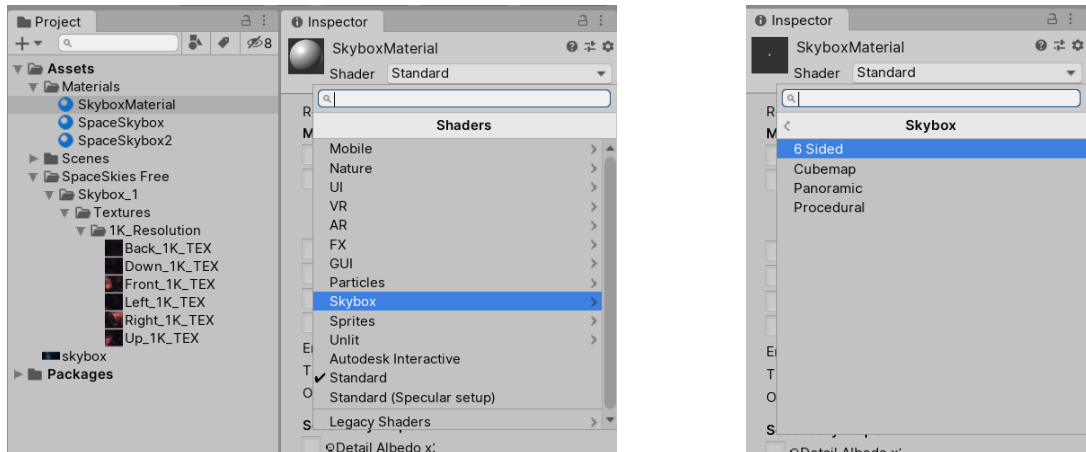 Project
8
Assets
Materials
SkyboxMaterial
SpaceSkybox
SpaceSkybox2
Scenes
SpaceSkies Free
Skybox_1
Textures
1K_Resolution
Back_1K_TEX
Down_1K_TEX
Front_1K_TEX
Left_1K_TEX
Right_1K_TEX
Up_1K_TEX
skybox
Packages
Inspector
SkyboxMaterial
Shader Standard
Shaders
Mobile
Nature
UI
VR
AR
FX
GUI
Particles
Skybox
Sprites
Unlit
Autodesk Interactive
Standard
Standard (Specular setup)
Legacy Shaders
Detail Albedo x
Inspector
SkyboxMaterial
Shader Standard
Skybox
6 Sided
Cubemap
Panoramic
Procedural